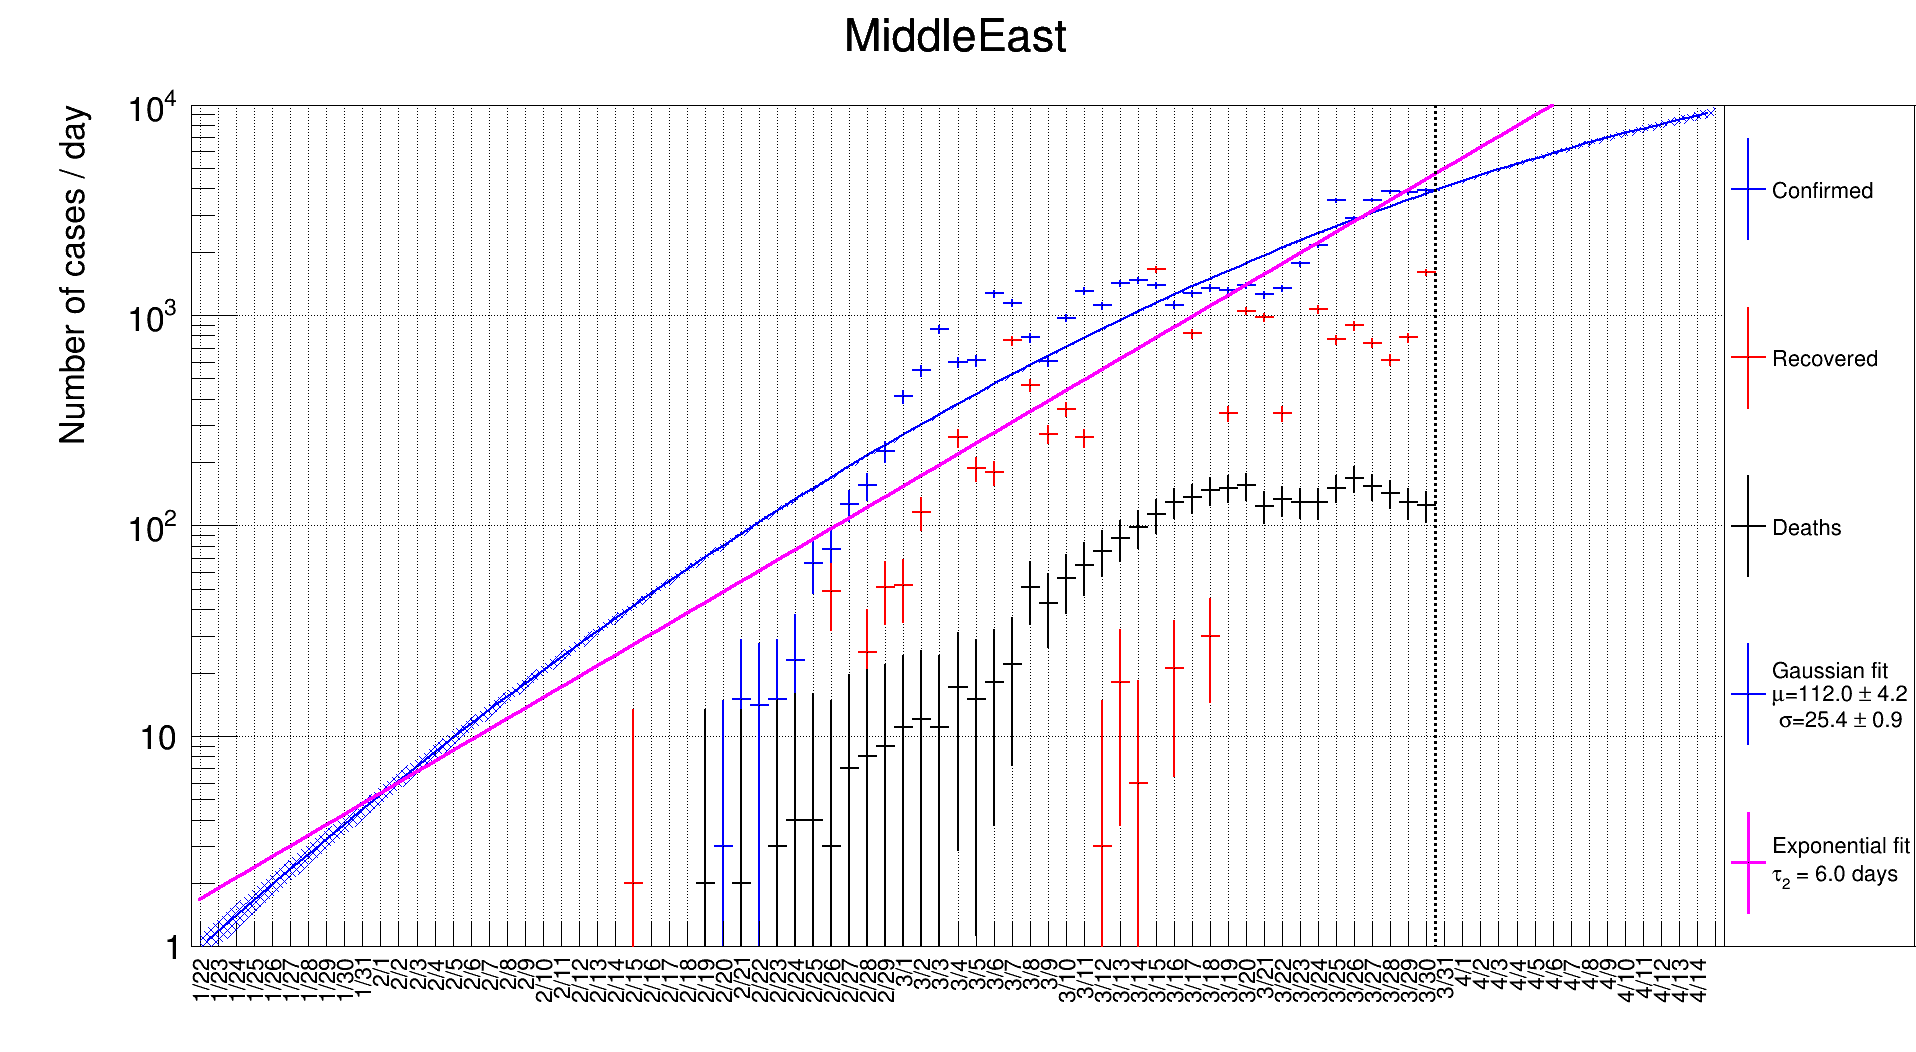 MiddleEast
Number of cases / day
10⁴
10³
10²
10
1
1/22 1/23 1/24 1/25 1/26 1/27 1/28 1/29 1/30 1/31 2/1 2/2 2/3 2/4 2/5 2/6 2/7 2/8 2/9 2/10 2/11 2/12 2/13 2/14 2/15 2/16 2/17 2/18 2/19 2/20 2/21 2/22 2/23 2/24 2/25 2/26 2/27 2/28 2/29 3/1 3/2 3/3 3/4 3/5 3/6 3/7 3/8 3/9 3/10 3/11 3/12 3/13 3/14 3/15 3/16 3/17 3/18 3/19 3/20 3/21 3/22 3/23 3/24 3/25 3/26 3/27 3/28 3/29 3/30 3/31 4/1 4/2 4/3 4/4 4/5 4/6 4/7 4/8 4/9 4/10 4/11 4/12 4/13 4/14
Confirmed
Recovered
Deaths
Gaussian fit
μ=112.0 ± 4.2
σ=25.4 ± 0.9
Exponential fit
τ₂ = 6.0 days